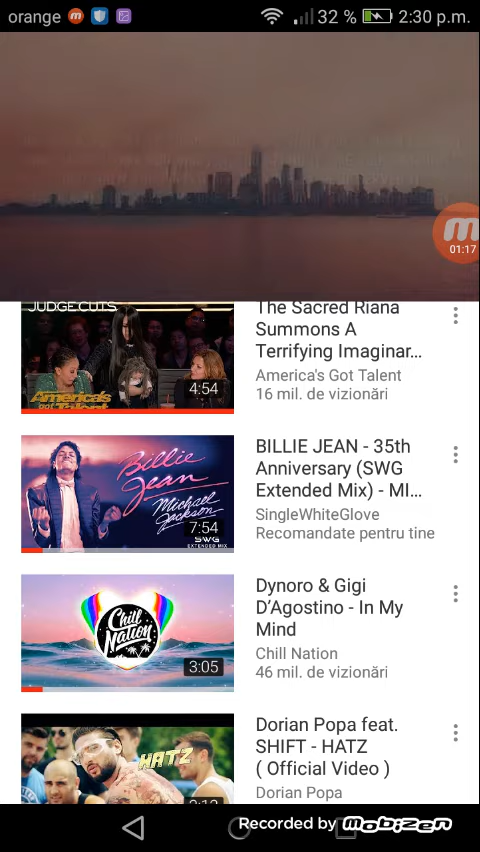 orange
32 %
2:30 p.m.
01:17
JUDGE CUTS
America's
got Talent
4:54
The Sacred Riana
Summons A
Terrifying Imaginar...
America's Got Talent
16 mil. de vizionări
Billie
Jean
Michael
Jackson
7:54
SWG
EXTENDED MIX
BILLIE JEAN - 35th
Anniversary (SWG
Extended Mix) - MI...
SingleWhiteGlove
Recomandate pentru tine
Chill
Nation
3:05
Dynoro & Gigi
D’Agostino - In My
Mind
Chill Nation
46 mil. de vizionări
HATZ
Dorian Popa feat.
SHIFT - HATZ
( Official Video )
Dorian Popa
Recorded by mobizen